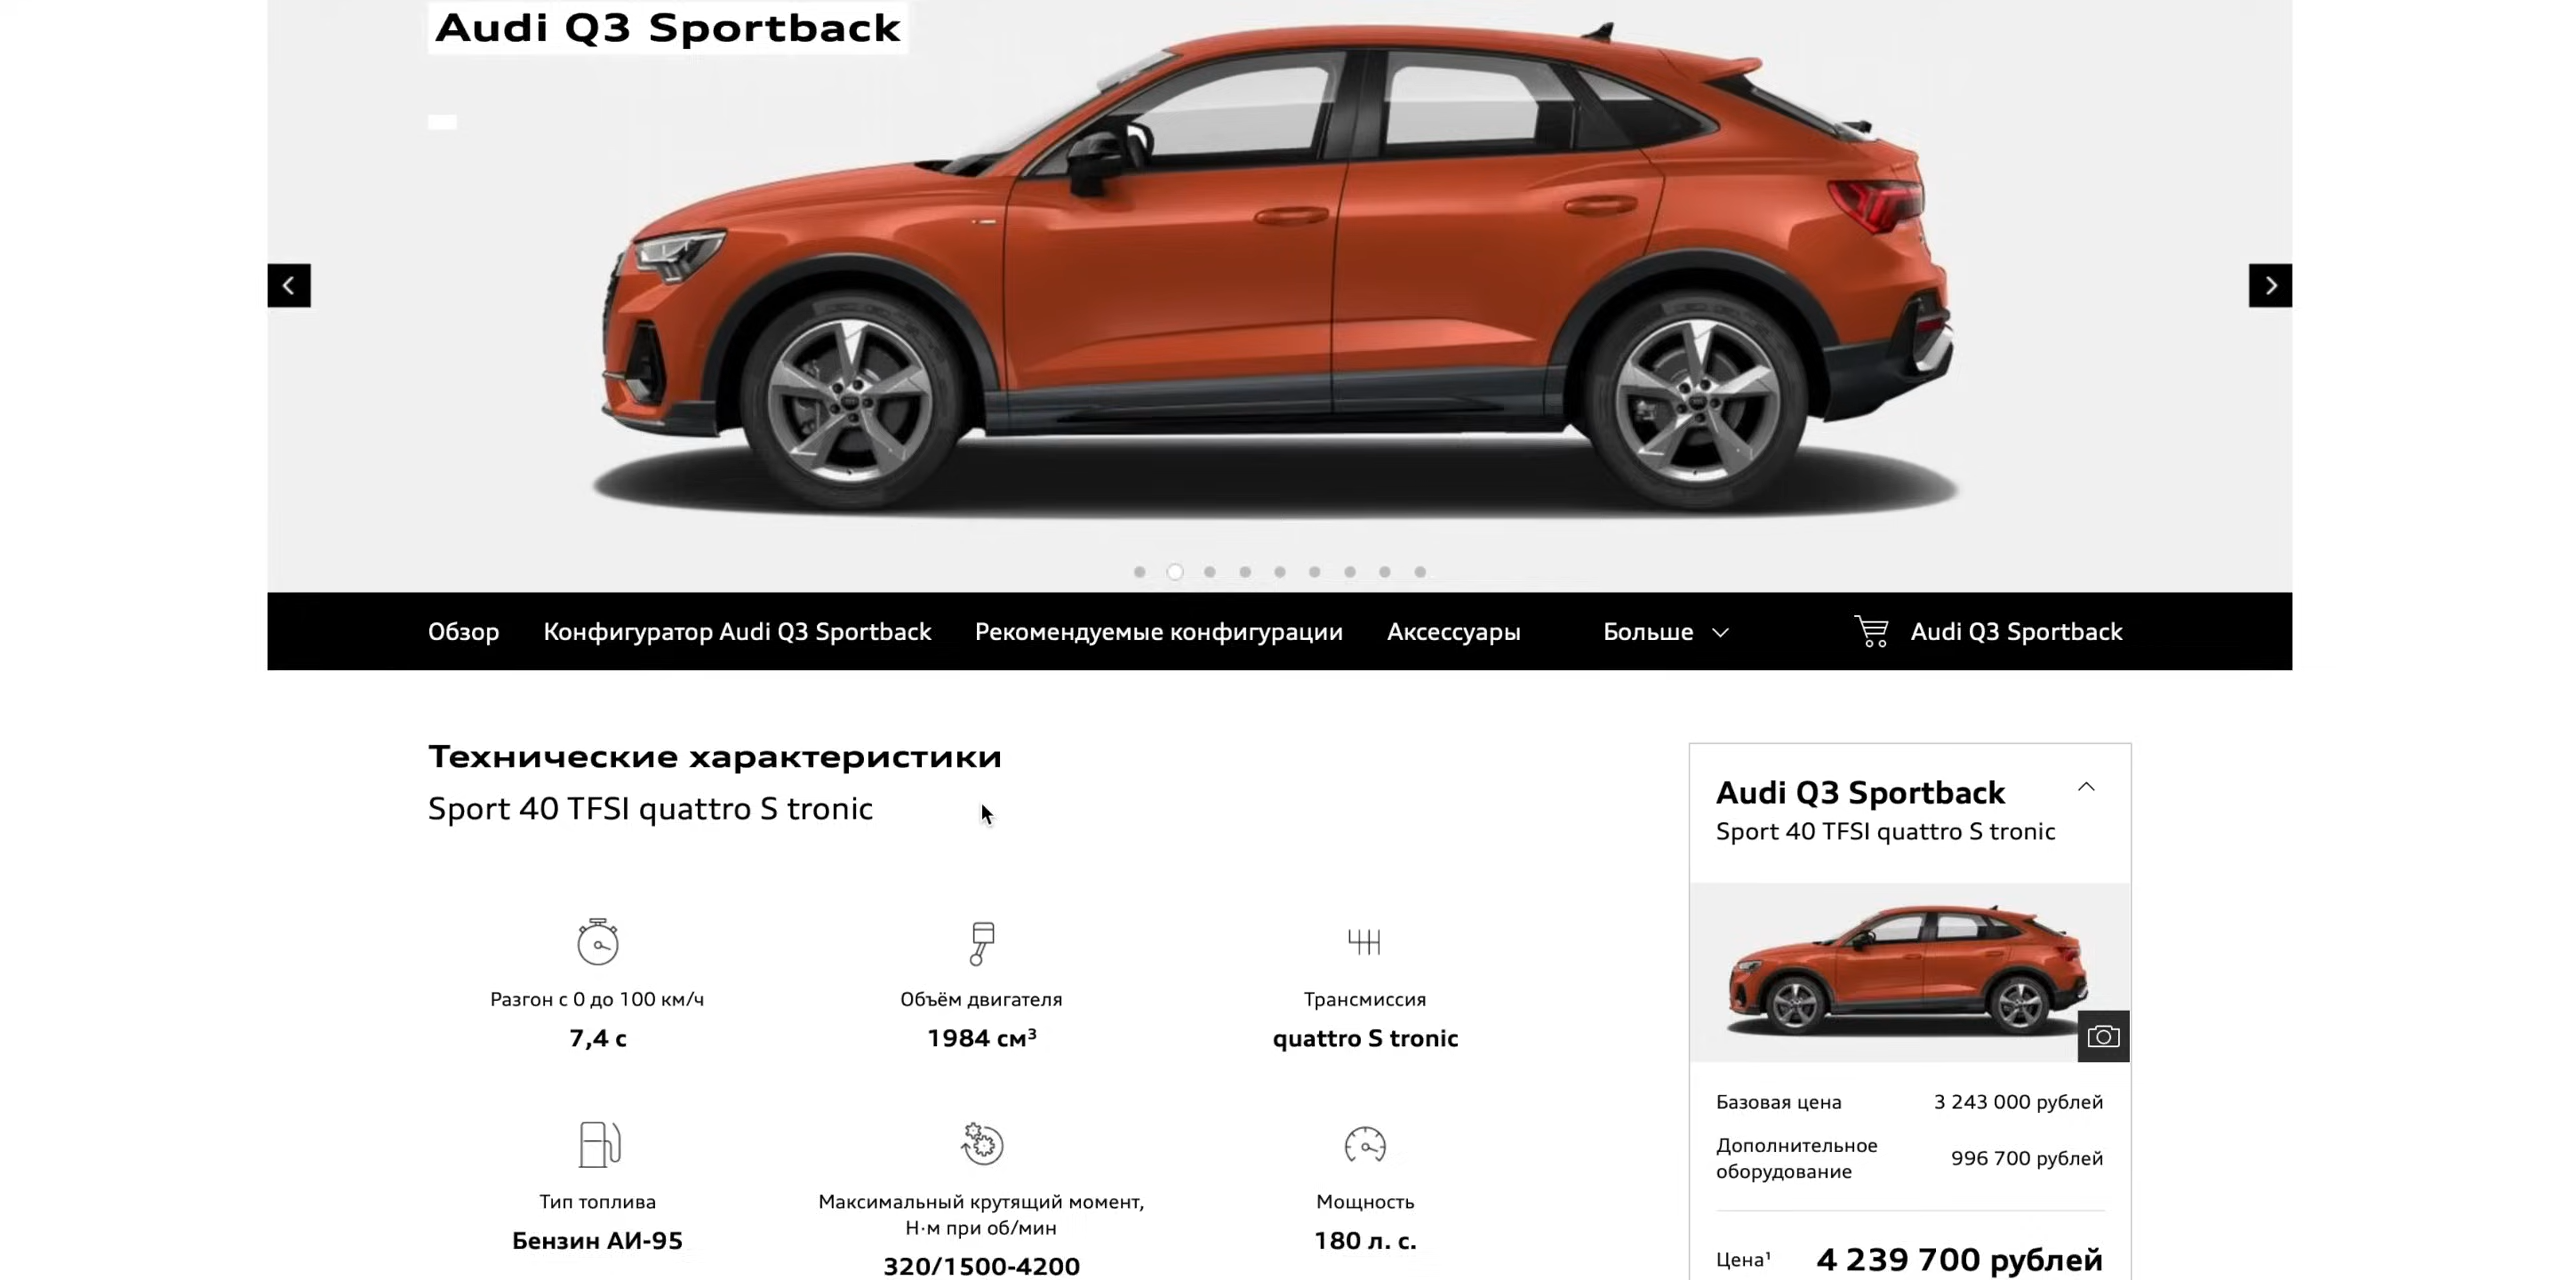 Audi Q3 Sportback
Обзор
Конфигуратор Audi Q3 Sportback
Рекомендуемые конфигурации
Аксессуары
Больше
Audi Q3 Sportback
Технические характеристики
Sport 40 TFSI quattro S tronic
Разгон с 0 до 100 км/ч
7,4 с
Объём двигателя
1984 см³
Трансмиссия
quattro S tronic
Тип топлива
Бензин АИ-95
Максимальный крутящий момент,
Н·м при об/мин
320/1500-4200
Мощность
180 л. с.
Audi Q3 Sportback
Sport 40 TFSI quattro S tronic
Базовая цена
3 243 000 рублей
Дополнительное
оборудование
996 700 рублей
Цена¹
4 239 700 рублей